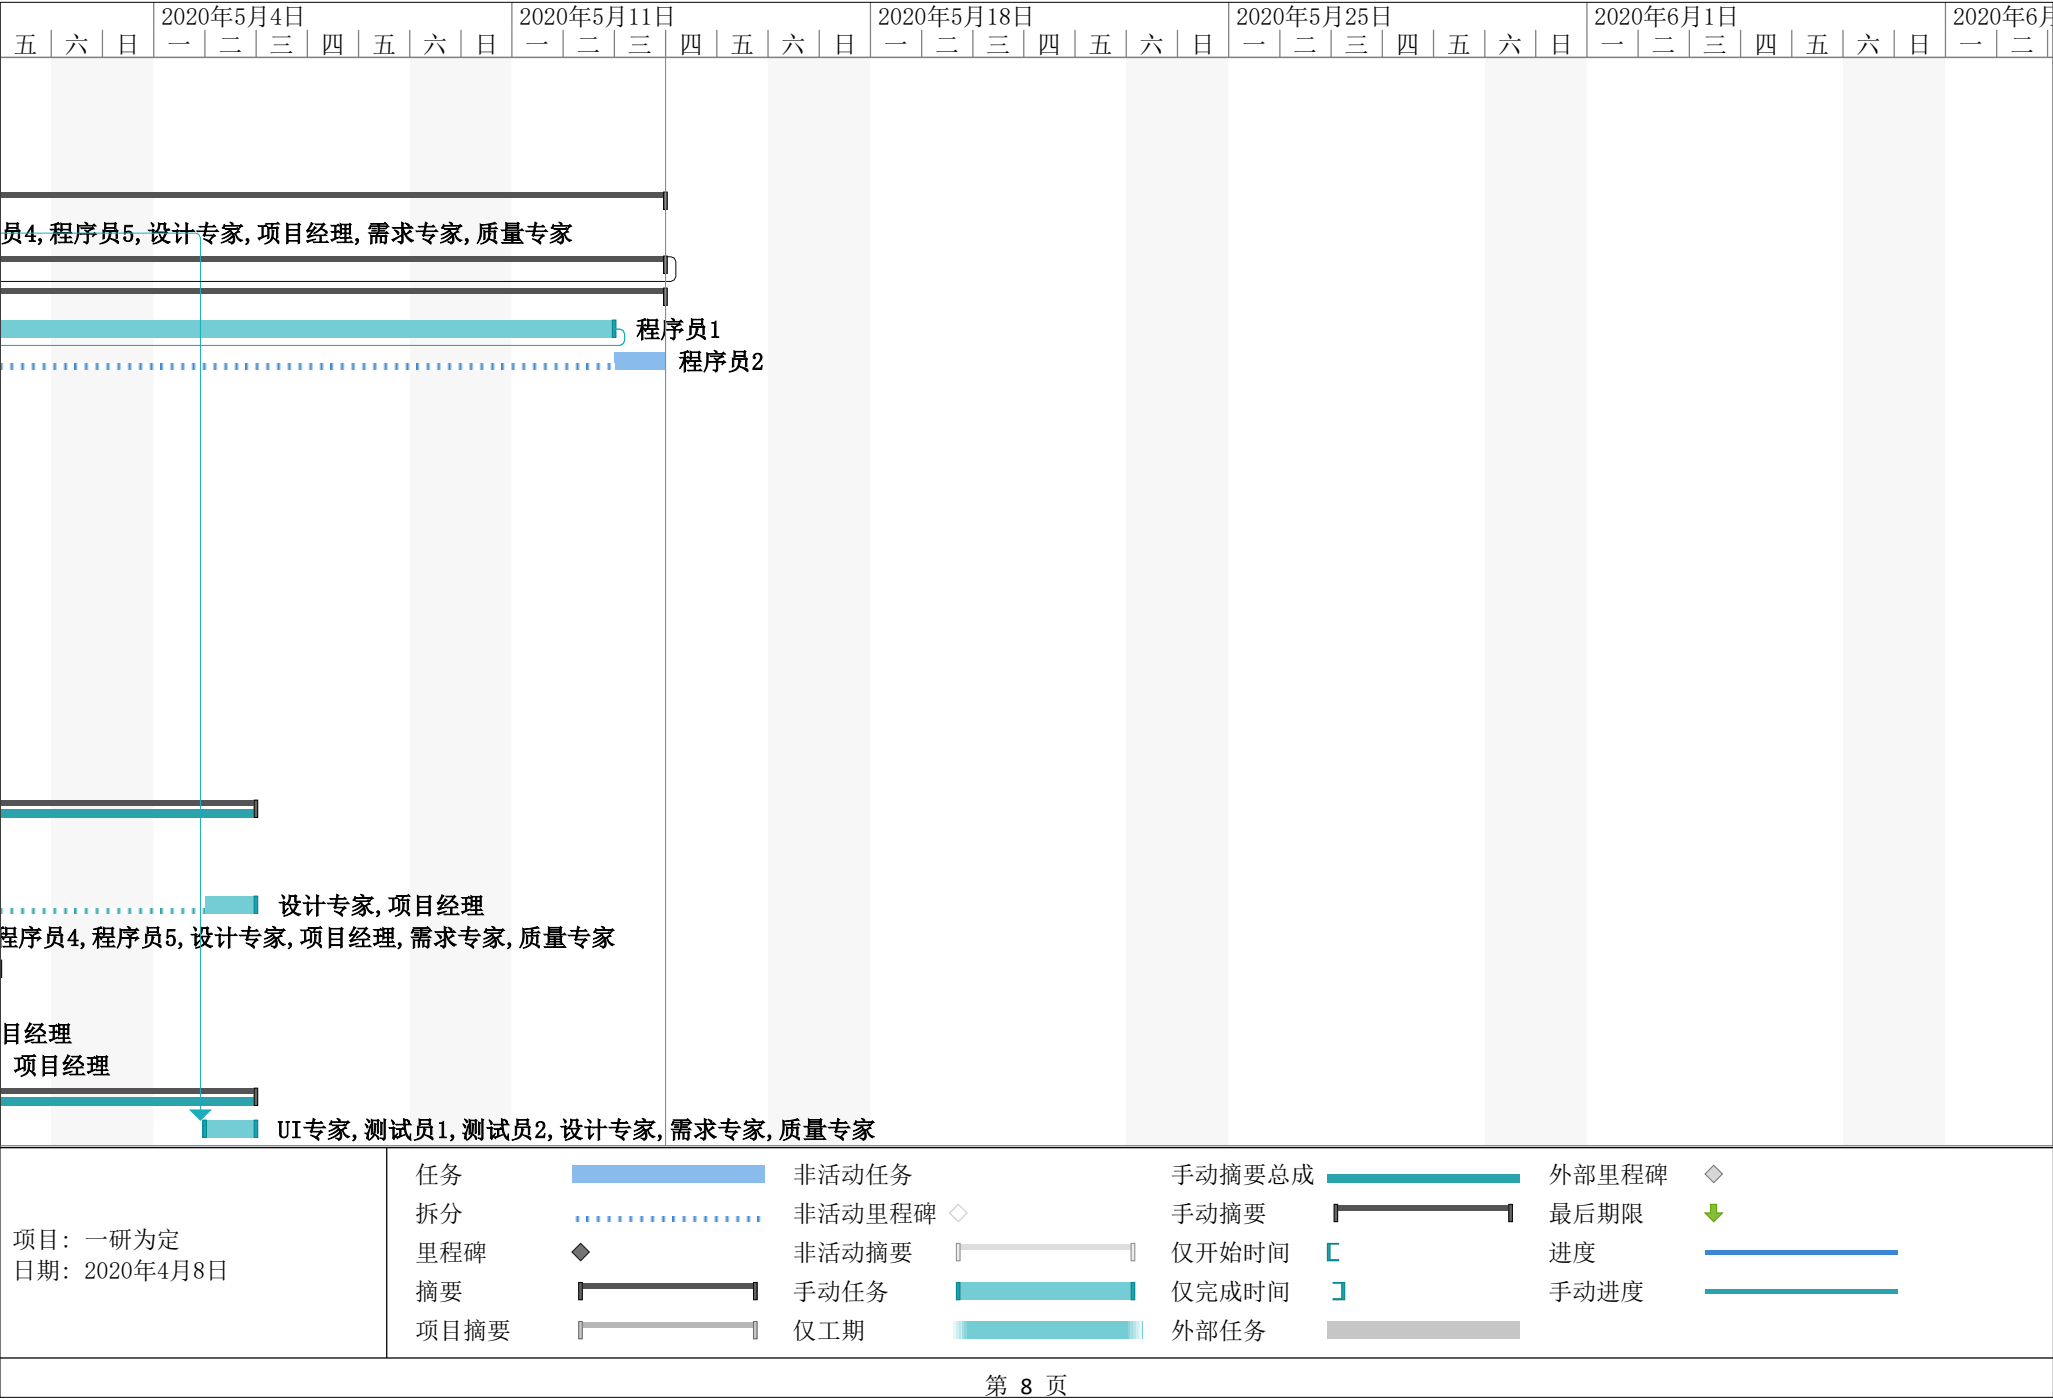 2020年5月4日 2020年5月11日 2020年5月18日 2020年5月25日 2020年6月1日 2020年6月
五 六 日 一 二 三 四 五 六 日 一 二 三 四 五 六 日 一 二 三 四 五 六 日 一 二 三 四 五 六 日 一 二 三 四 五 六 日 一 二
员4,程序员5,设计专家,项目经理,需求专家,质量专家
程序员1
程序员2
设计专家,项目经理
程序员4,程序员5,设计专家,项目经理,需求专家,质量专家
目经理
项目经理
UI专家,测试员1,测试员2,设计专家,需求专家,质量专家
项目: 一研为定
日期: 2020年4月8日
任务
拆分
里程碑
摘要
项目摘要
非活动任务
非活动里程碑
非活动摘要
手动任务
仅工期
手动摘要总成
手动摘要
仅开始时间
仅完成时间
外部任务
外部里程碑
最后期限
进度
手动进度
第 8 页